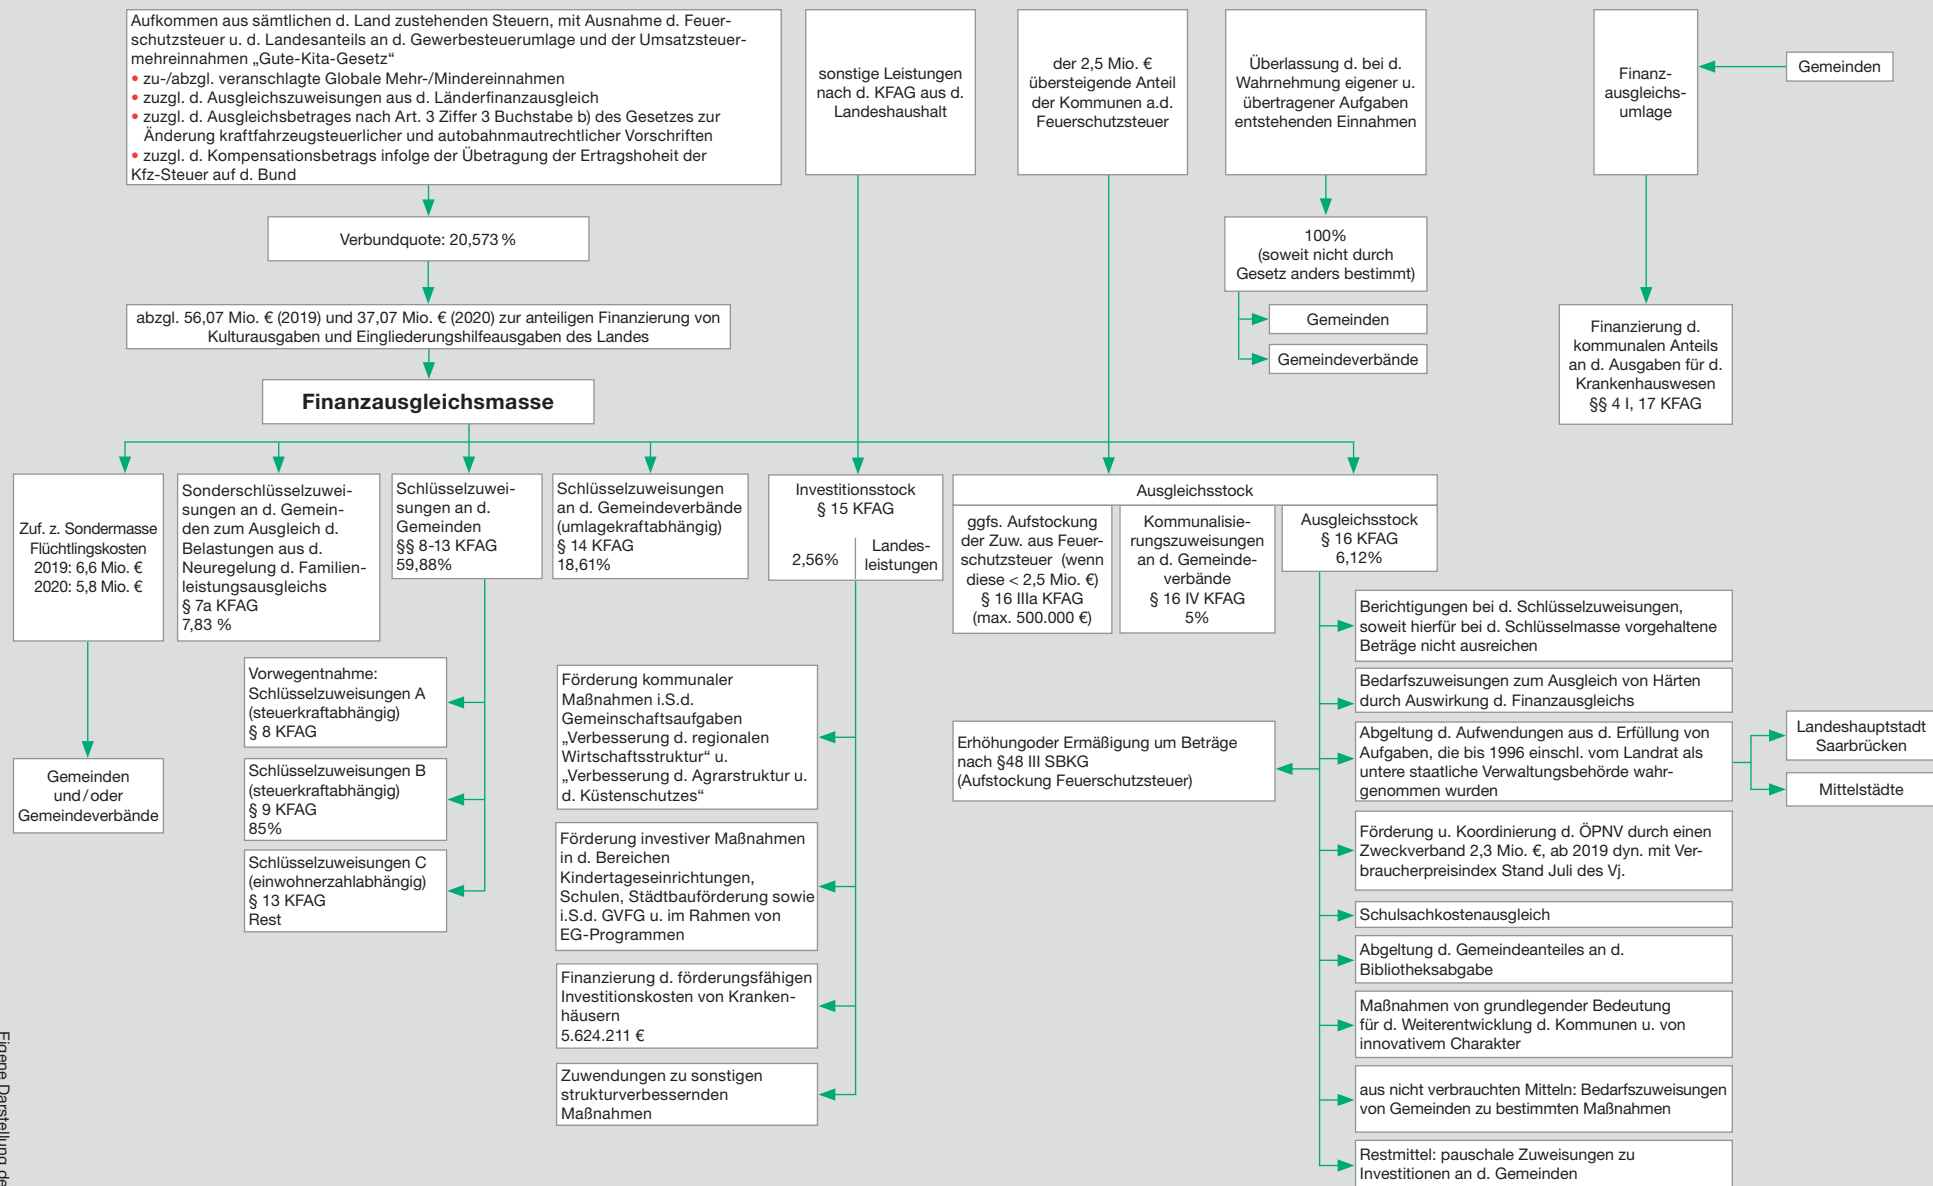 Aufkommen aus sämtlichen d. Land zustehenden Steuern, mit Ausnahme d. Feuer-
schutzsteuer u. d. Landesanteils an d. Gewerbesteuerumlage und der Umsatzsteuer-
mehreinnahmen „Gute-Kita-Gesetz“
• zu-/abzgl. veranschlagte Globale Mehr-/Mindereinnahmen
• zuzgl. d. Ausgleichszuweisungen aus d. Länderfinanzausgleich
• zuzgl. d. Ausgleichsbetrages nach Art. 3 Ziffer 3 Buchstabe b) des Gesetzes zur
Änderung kraftfahrzeugsteuerlicher und autobahnmautrechtlicher Vorschriften
• zuzgl. d. Kompensationsbetrags infolge der Übetragung der Ertragshoheit der
Kfz-Steuer auf d. Bund
sonstige Leistungen
nach d. KFAG aus d.
Landeshaushalt
der 2,5 Mio. €
übersteigende Anteil
der Kommunen a.d.
Feuerschutzsteuer
Überlassung d. bei d.
Wahrnehmung eigener u.
übertragener Aufgaben
entstehenden Einnahmen
Finanz-
ausgleichs-
umlage
Gemeinden
Verbundquote: 20,573 %
100%
(soweit nicht durch
Gesetz anders bestimmt)
abzgl. 56,07 Mio. € (2019) und 37,07 Mio. € (2020) zur anteiligen Finanzierung von
Kulturausgaben und Eingliederungshilfeausgaben des Landes
Gemeinden
Gemeindeverbände
Finanzierung d.
kommunalen Anteils
an d. Ausgaben für d.
Krankenhauswesen
§§ 4 I, 17 KFAG
Finanzausgleichsmasse
Zuf. z. Sondermasse
Flüchtlingskosten
2019: 6,6 Mio. €
2020: 5,8 Mio. €
Sonderschlüsselzuwei-
sungen an d. Gemein-
den zum Ausgleich d.
Belastungen aus d.
Neuregelung d. Familien-
leistungsausgleichs
§ 7a KFAG
7,83 %
Schlüsselzuwei-
sungen an d.
Gemeinden
§§ 8-13 KFAG
59,88%
Schlüsselzuweisungen
an d. Gemeindeverbände
(umlagekraftabhängig)
§ 14 KFAG
18,61%
Investitionsstock
§ 15 KFAG
2,56%
Landes-
leistungen
Ausgleichsstock
ggfs. Aufstockung
der Zuw. aus Feuer-
schutzsteuer (wenn
diese < 2,5 Mio. €)
§ 16 IIIa KFAG
(max. 500.000 €)
Kommunalisie-
rungszuweisungen
an d. Gemeinde-
verbände
§ 16 IV KFAG
5%
Ausgleichsstock
§ 16 KFAG
6,12%
Gemeinden
und/oder
Gemeindeverbände
Vorwegentnahme:
Schlüsselzuweisungen A
(steuerkraftabhängig)
§ 8 KFAG
Schlüsselzuweisungen B
(steuerkraftabhängig)
§ 9 KFAG
85%
Schlüsselzuweisungen C
(einwohnerzahlabhängig)
§ 13 KFAG
Rest
Förderung kommunaler
Maßnahmen i.S.d.
Gemeinschaftsaufgaben
„Verbesserung d. regionalen
Wirtschaftsstruktur“ u.
„Verbesserung d. Agrarstruktur u.
d. Küstenschutzes“
Förderung investiver Maßnahmen
in d. Bereichen
Kindertageseinrichtungen,
Schulen, Städtbauförderung sowie
i.S.d. GVFG u. im Rahmen von
EG-Programmen
Finanzierung d. förderungsfähigen
Investitionskosten von Kranken-
häusern
5.624.211 €
Zuwendungen zu sonstigen
strukturverbessernden
Maßnahmen
Erhöhungoder Ermäßigung um Beträge
nach §48 III SBKG
(Aufstockung Feuerschutzsteuer)
Berichtigungen bei d. Schlüsselzuweisungen,
soweit hierfür bei d. Schlüsselmasse vorgehaltene
Beträge nicht ausreichen
Bedarfszuweisungen zum Ausgleich von Härten
durch Auswirkung d. Finanzausgleichs
Abgeltung d. Aufwendungen aus d. Erfüllung von
Aufgaben, die bis 1996 einschl. vom Landrat als
untere staatliche Verwaltungsbehörde wahr-
genommen wurden
Landeshauptstadt
Saarbrücken
Mittelstädte
Förderung u. Koordinierung d. ÖPNV durch einen
Zweckverband 2,3 Mio. €, ab 2019 dyn. mit Ver-
braucherpreisindex Stand Juli des Vj.
Schulsachkostenausgleich
Abgeltung d. Gemeindeanteiles an d.
Bibliotheksabgabe
Maßnahmen von grundlegender Bedeutung
für d. Weiterentwicklung d. Kommunen u. von
innovativem Charakter
aus nicht verbrauchten Mitteln: Bedarfszuweisungen
von Gemeinden zu bestimmten Maßnahmen
Restmittel: pauschale Zuweisungen zu
Investitionen an d. Gemeinden
Eigene Darstellung de